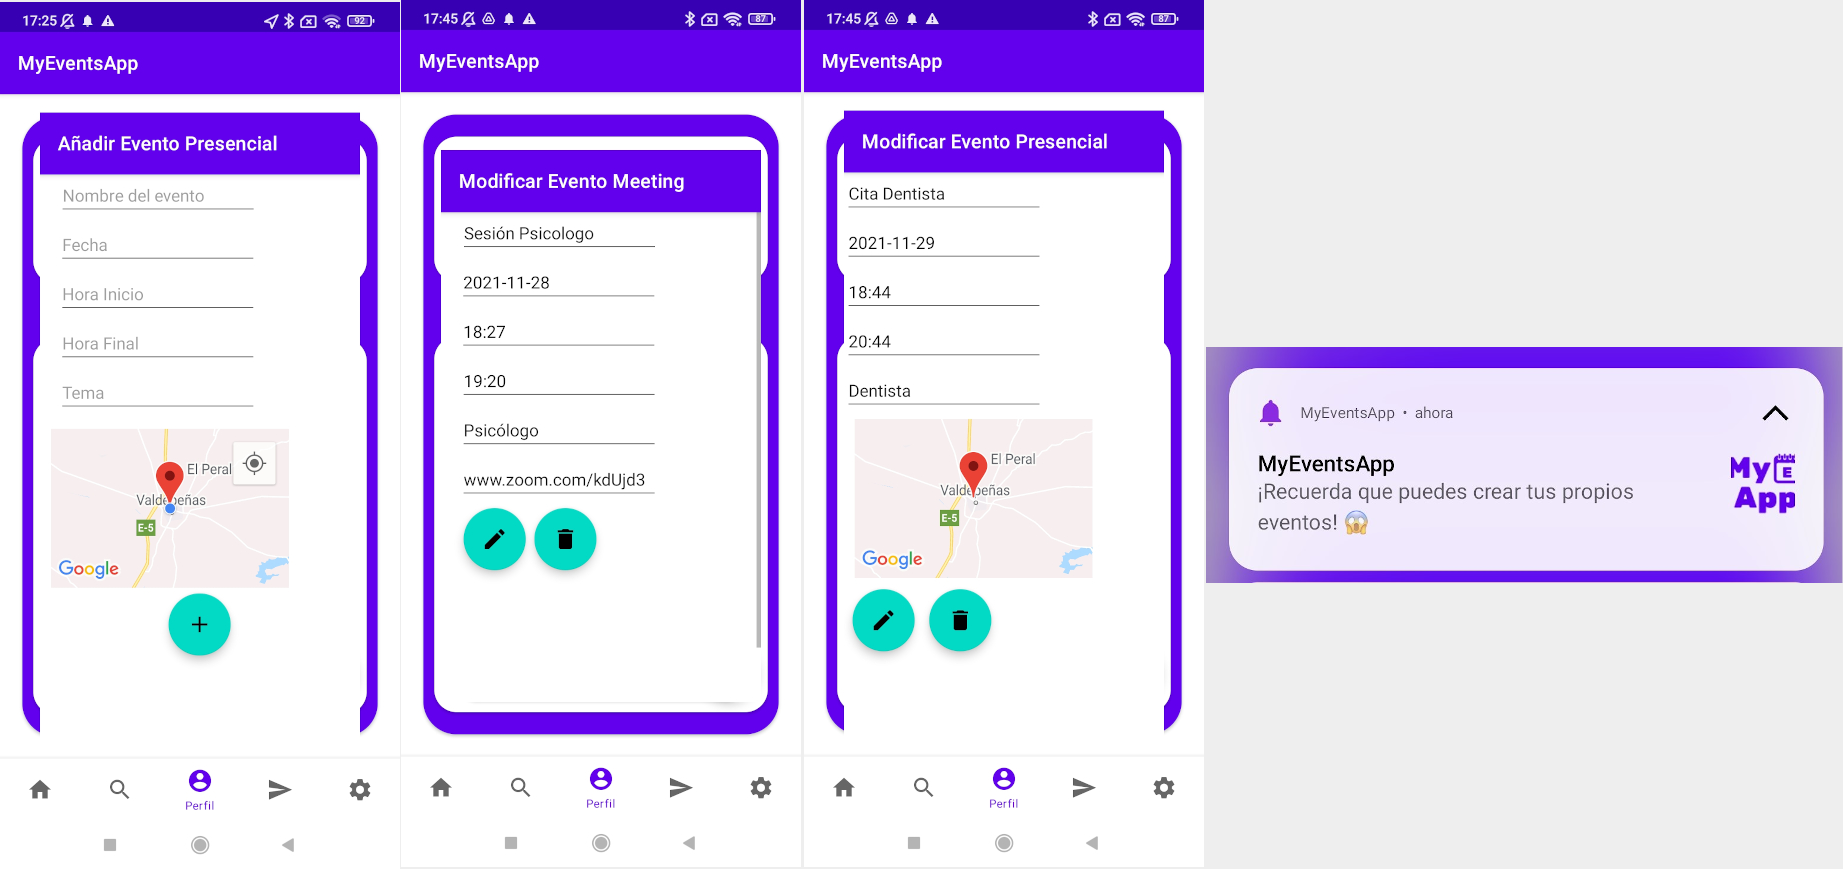 17:25
92
MyEventsApp
Añadir Evento Presencial
Nombre del evento
Fecha
Hora Inicio
Hora Final
Tema
El Peral
Valdepeñas
E-5
Google
Perfil
17:45
87
MyEventsApp
Modificar Evento Meeting
Sesión Psicologo
2021-11-28
18:27
19:20
Psicólogo
www.zoom.com/kdUjd3
Perfil
17:45
87
MyEventsApp
Modificar Evento Presencial
Cita Dentista
2021-11-29
18:44
20:44
Dentista
El Peral
Valdepeñas
E-5
Google
Perfil
MyEventsApp • ahora
MyEventsApp
¡Recuerda que puedes crear tus propios
eventos! 😱
My E
App